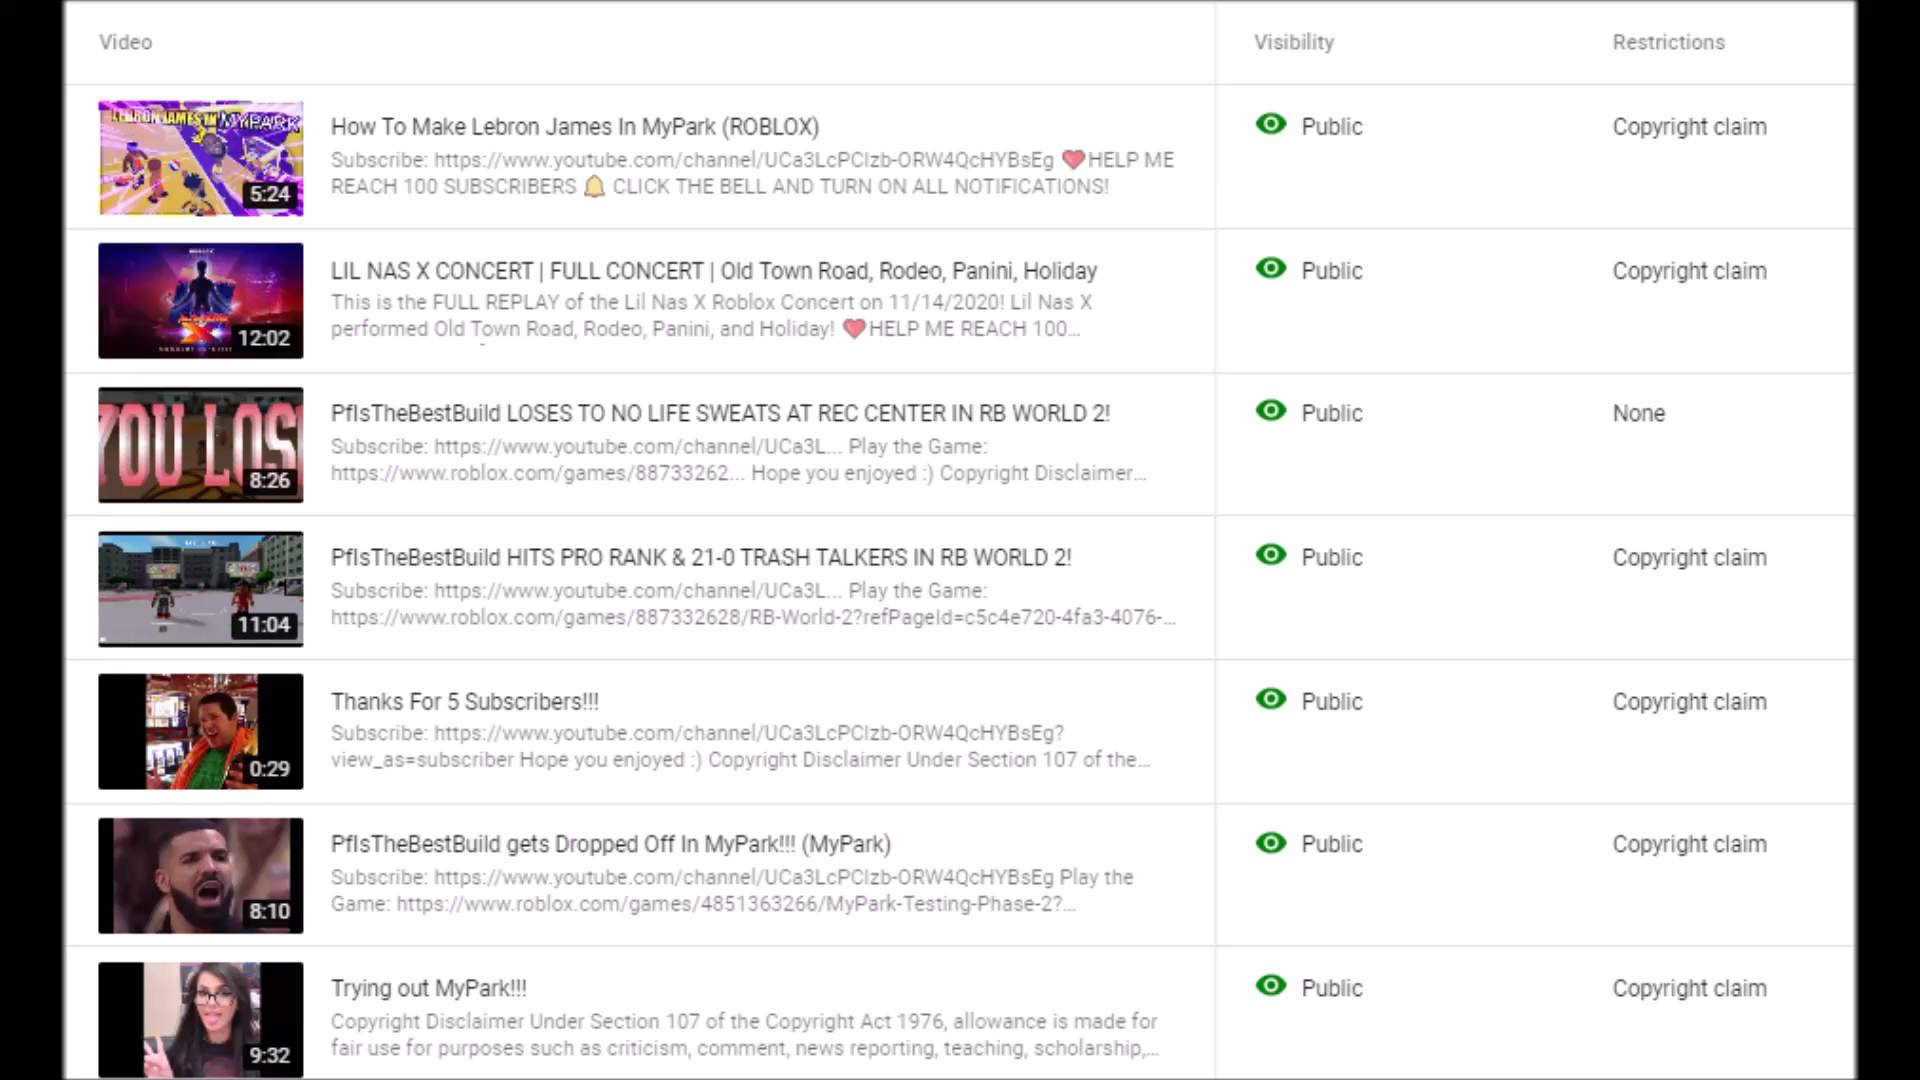 Video Visibility Restrictions
LEBRON JAMES IN MYPARK
5:24
How To Make Lebron James In MyPark (ROBLOX)
Subscribe: https://www.youtube.com/channel/UCa3LcPCIzb-ORW4QcHYBsEg ❤️HELP ME
REACH 100 SUBSCRIBERS 🔔 CLICK THE BELL AND TURN ON ALL NOTIFICATIONS!
Public
Copyright claim
12:02
LIL NAS X CONCERT | FULL CONCERT | Old Town Road, Rodeo, Panini, Holiday
This is the FULL REPLAY of the Lil Nas X Roblox Concert on 11/14/2020! Lil Nas X
performed Old Town Road, Rodeo, Panini, and Holiday! ❤️HELP ME REACH 100...
Public
Copyright claim
YOU LOS
8:26
PfIsTheBestBuild LOSES TO NO LIFE SWEATS AT REC CENTER IN RB WORLD 2!
Subscribe: https://www.youtube.com/channel/UCa3L... Play the Game:
https://www.roblox.com/games/88733262... Hope you enjoyed :) Copyright Disclaimer...
Public
None
11:04
PfIsTheBestBuild HITS PRO RANK & 21-0 TRASH TALKERS IN RB WORLD 2!
Subscribe: https://www.youtube.com/channel/UCa3L... Play the Game:
https://www.roblox.com/games/887332628/RB-World-2?refPageId=c5c4e720-4fa3-4076-...
Public
Copyright claim
0:29
Thanks For 5 Subscribers!!!
Subscribe: https://www.youtube.com/channel/UCa3LcPCIzb-ORW4QcHYBsEg?
view_as=subscriber Hope you enjoyed :) Copyright Disclaimer Under Section 107 of the...
Public
Copyright claim
8:10
PfIsTheBestBuild gets Dropped Off In MyPark!!! (MyPark)
Subscribe: https://www.youtube.com/channel/UCa3LcPCIzb-ORW4QcHYBsEg Play the
Game: https://www.roblox.com/games/4851363266/MyPark-Testing-Phase-2?...
Public
Copyright claim
9:32
Trying out MyPark!!!
Copyright Disclaimer Under Section 107 of the Copyright Act 1976, allowance is made for
fair use for purposes such as criticism, comment, news reporting, teaching, scholarship,...
Public
Copyright claim